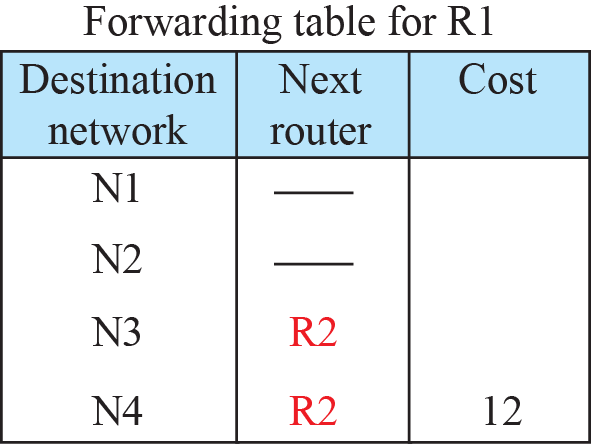 Forwarding table for R1
Destination network Next router Cost
N1 ——
N2 ——
N3 R2
N4 R2 12